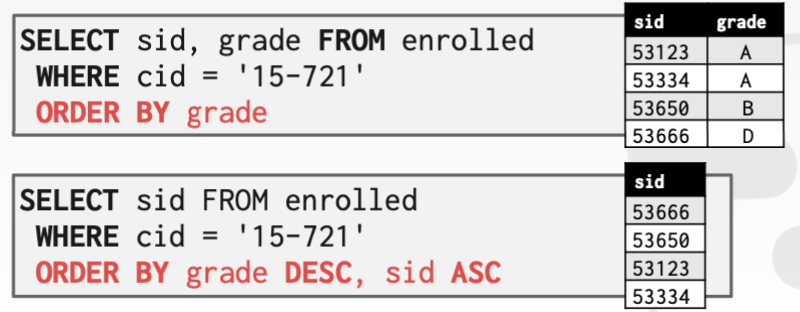 SELECT sid, grade FROM enrolled
WHERE cid = '15-721'
ORDER BY grade
sid grade
53123 A
53334 A
53650 B
53666 D
SELECT sid FROM enrolled
WHERE cid = '15-721'
ORDER BY grade DESC, sid ASC
sid
53666
53650
53123
53334